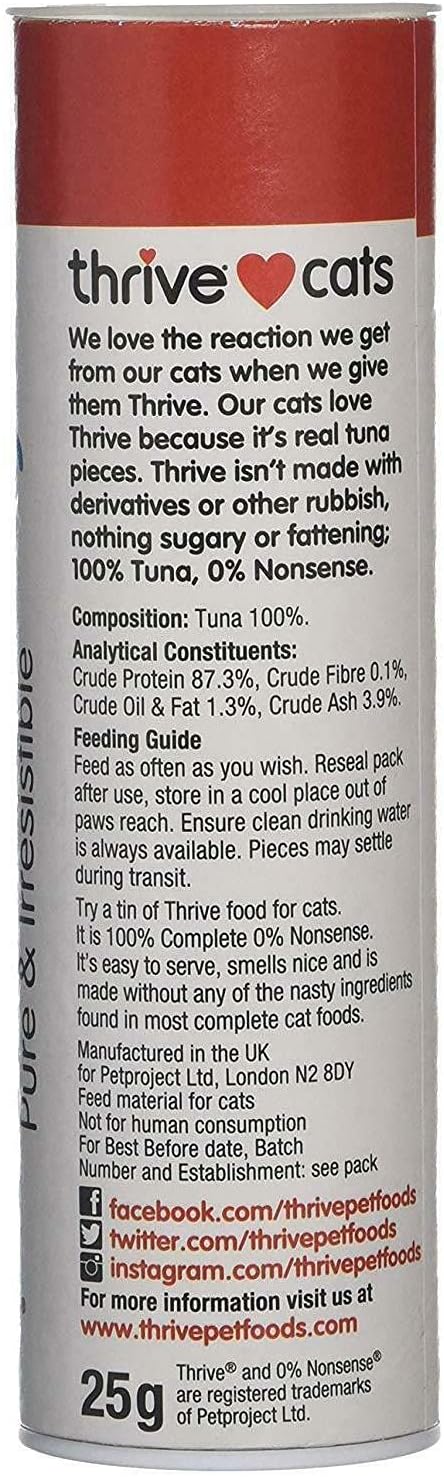 thrive® cats
We love the reaction we get
from our cats when we give
them Thrive. Our cats love
Thrive because it's real tuna
pieces. Thrive isn't made with
derivatives or other rubbish,
nothing sugary or fattening;
100% Tuna, 0% Nonsense.
Composition: Tuna 100%.
Analytical Constituents:
Crude Protein 87.3%, Crude Fibre 0.1%,
Crude Oil & Fat 1.3%, Crude Ash 3.9%.
Feeding Guide
Feed as often as you wish. Reseal pack
after use, store in a cool place out of
paws reach. Ensure clean drinking water
is always available. Pieces may settle
during transit.
Try a tin of Thrive food for cats.
It is 100% Complete 0% Nonsense.
It's easy to serve, smells nice and is
made without any of the nasty ingredients
found in most complete cat foods.
Manufactured in the UK
for Petproject Ltd, London N2 8DY
Feed material for cats
Not for human consumption
For Best Before date, Batch
Number and Establishment: see pack
facebook.com/thrivepetfoods
twitter.com/thrivepetfoods
instagram.com/thrivepetfoods
For more information visit us at
www.thrivepetfoods.com
25g
Thrive® and 0% Nonsense®
are registered trademarks
of Petproject Ltd.
Pure & Irresistible